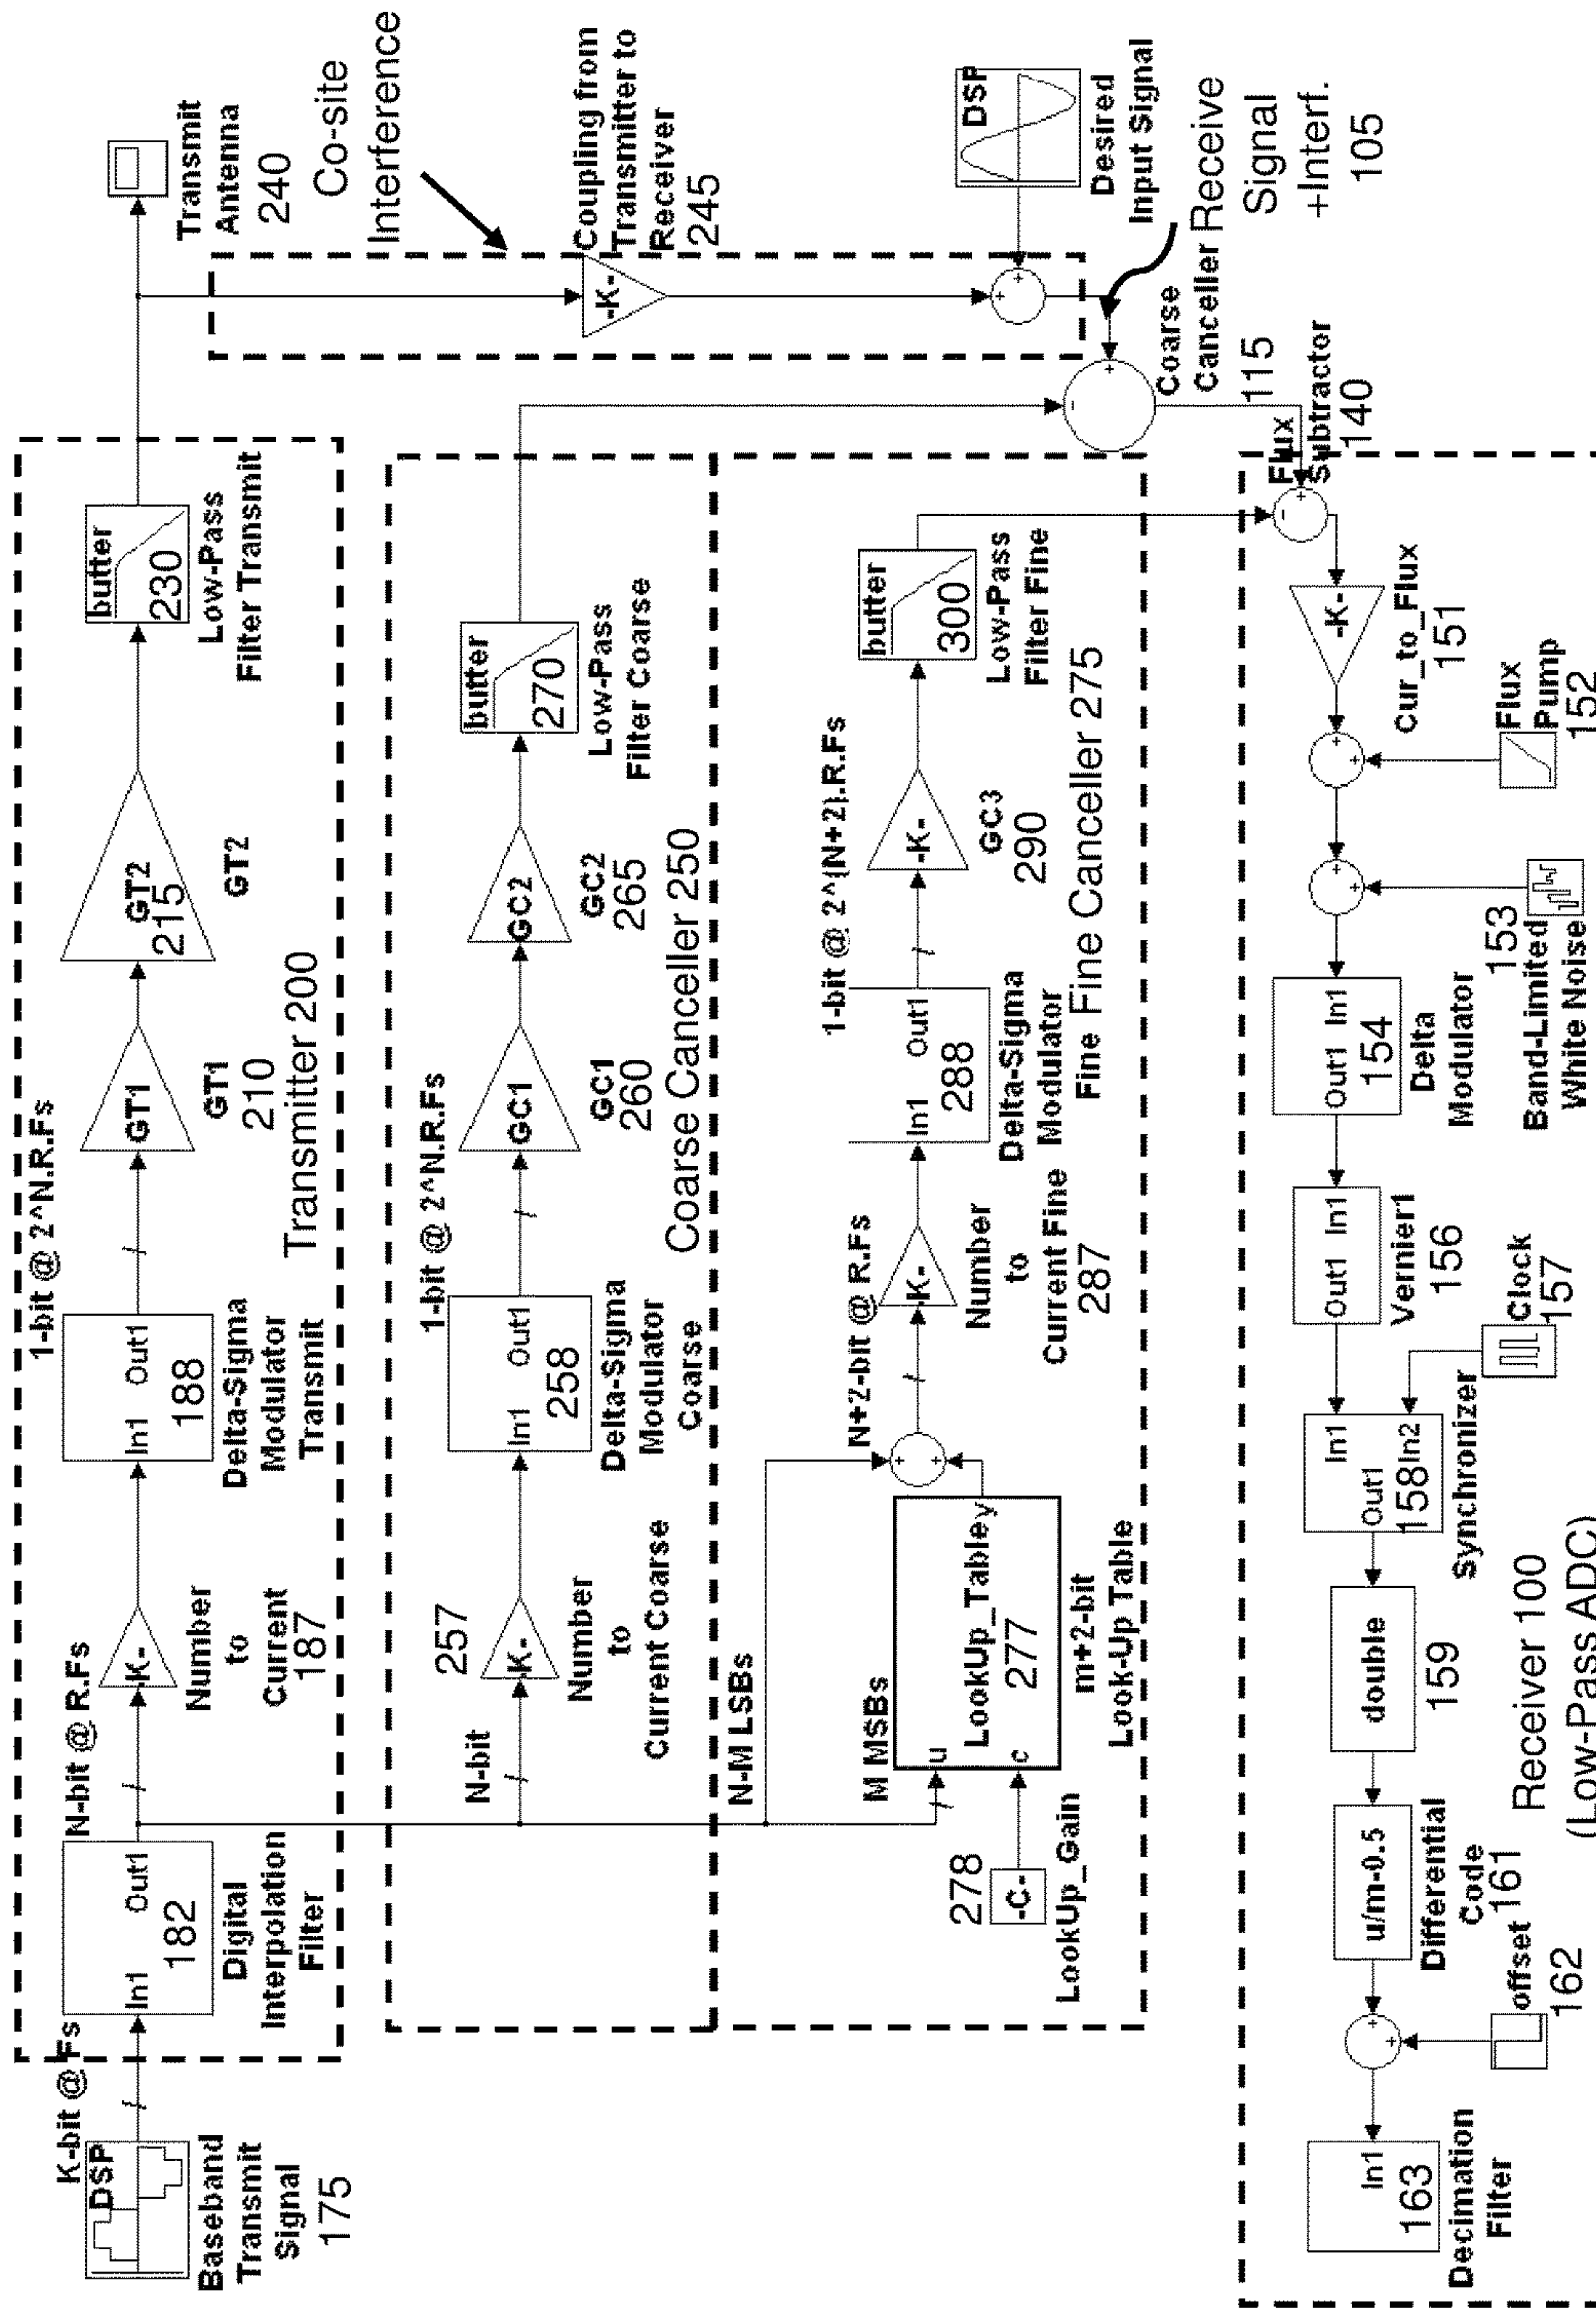 K-bit @ Fs
DSP
Baseband
Transmit
Signal
175
In1 Out1
182
Digital
Interpolation
Filter
N-bit @ R.Fs
-K-
Number
to
Current
187
In1 Out1
188
Delta-Sigma
Modulator
Transmit
1-bit @ 2^N.R.Fs
GT1
GT1
210
Transmitter 200
GT2
215
GT2
butter
230
Low-Pass
Filter Transmit
Transmit
Antenna
240
Co-site
Interference
N-bit
257
-K-
Number
to
Current Coarse
In1 Out1
258
Delta-Sigma
Modulator
Coarse
1-bit @ 2^N.R.Fs
GC1
GC1
260
Coarse Canceller 250
GC2
GC2
265
butter
270
Low-Pass
Filter Coarse
-K-
Coupling from
Transmitter to
Receiver
245
DSP
Desired
Input Signal
Receive
Signal
+Interf.
105
Coarse
Canceller
115
N-M LSBs
M MSBs
u
c
LookUp_Table
y
277
m+2-bit
Look-Up Table
278
-C-
LookUp_Gain
N+2-bit @ R.Fs
-K-
Number
to
Current Fine
287
In1 Out1
288
Delta-Sigma
Modulator
Fine
1-bit @ 2^(N+2).R.Fs
-K-
GC3
290
Fine Canceller 275
butter
300
Low-Pass
Filter Fine
Flux
Subtractor
140
-K-
Cur_to_Flux
151
Flux
Pump
152
153
Band-Limited
White Noise
Out1 In1
154
Delta
Modulator
Out1 In1
Vernier1
156
Clock
157
In1
Out1
158
In2
Synchronizer
double
159
u/m-0.5
Differential
Code
161
offset
162
In1
163
Decimation
Filter
Receiver 100
(Low-Pass ADC)